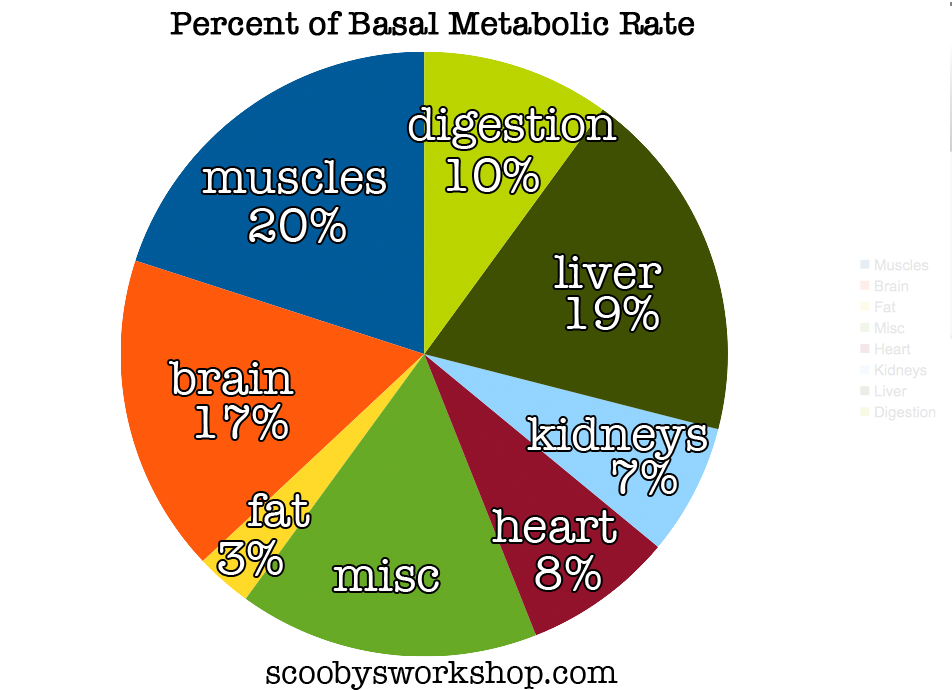 Percent of Basal Metabolic Rate
digestion
10%
muscles
20%
liver
19%
brain
17%
kidneys
7%
fat
3%
heart
8%
misc
scoobysworkshop.com
Muscles
Brain
Fat
Misc
Heart
Kidneys
Liver
Digestion